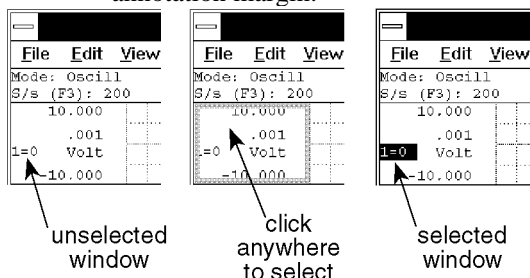 annotation margin.
File Edit View
Mode: Oscill
S/s (F3): 200
10.000
.001
1=0 Volt
-10.000
unselected
window
File Edit View
Mode: Oscill
S/s (F3): 200
10.000
.001
1=0 Volt
-10.000
click
anywhere
to select
File Edit View
Mode: Oscill
S/s (F3): 200
10.000
.001
1=0 Volt
-10.000
selected
window